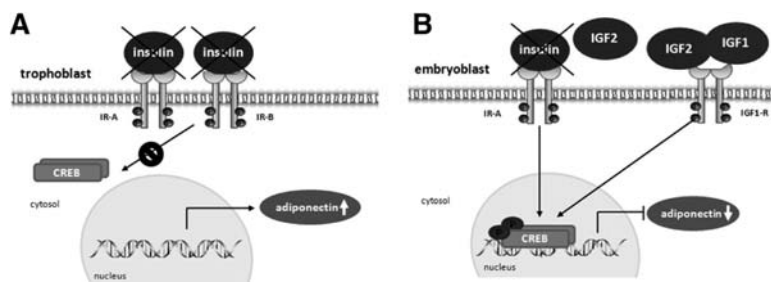 A
insulin
insulin
trophoblast
IR-A
IR-B
CREB
cytosol
adiponectin
nucleus
B
insulin
IGF2
IGF2
IGF1
embryoblast
IR-A
IGF1-R
cytosol
CREB
adiponectin
nucleus